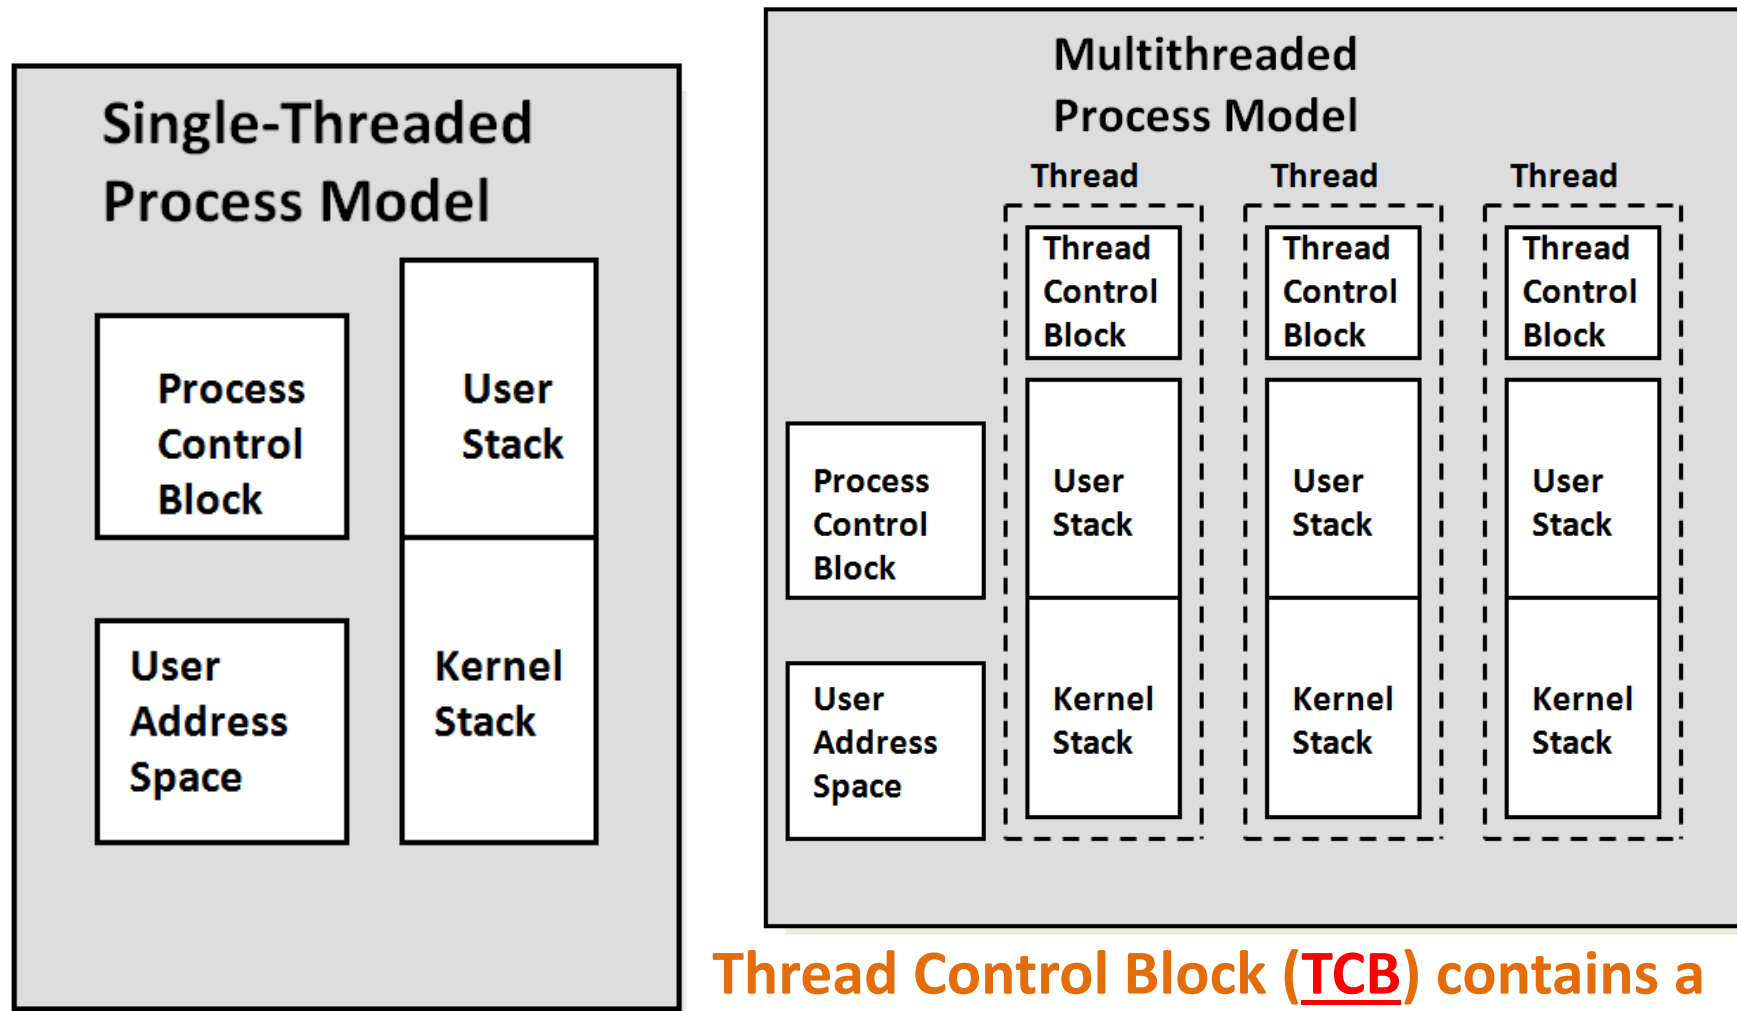 Single-Threaded
Process Model
Process
Control
Block
User
Stack
User
Address
Space
Kernel
Stack
Multithreaded
Process Model
Thread
Thread
Thread
Thread
Control
Block
Thread
Control
Block
Thread
Control
Block
Process
Control
Block
User
Stack
User
Stack
User
Stack
User
Address
Space
Kernel
Stack
Kernel
Stack
Kernel
Stack
Thread Control Block (TCB) contains a